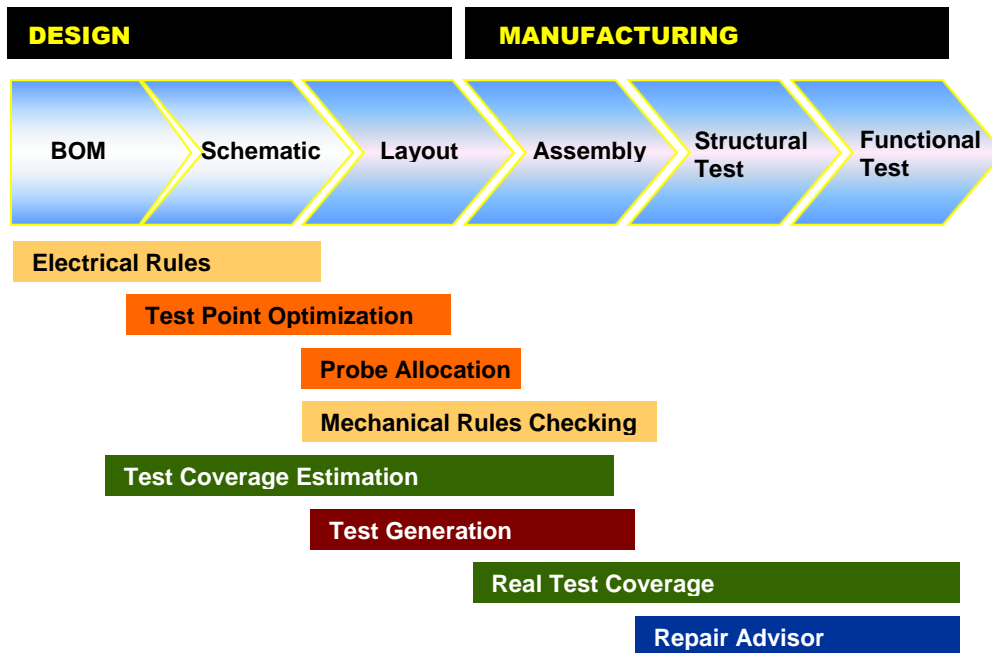 DESIGN
MANUFACTURING
BOM
Schematic
Layout
Assembly
Structural
Test
Functional
Test
Electrical Rules
Test Point Optimization
Probe Allocation
Mechanical Rules Checking
Test Coverage Estimation
Test Generation
Real Test Coverage
Repair Advisor